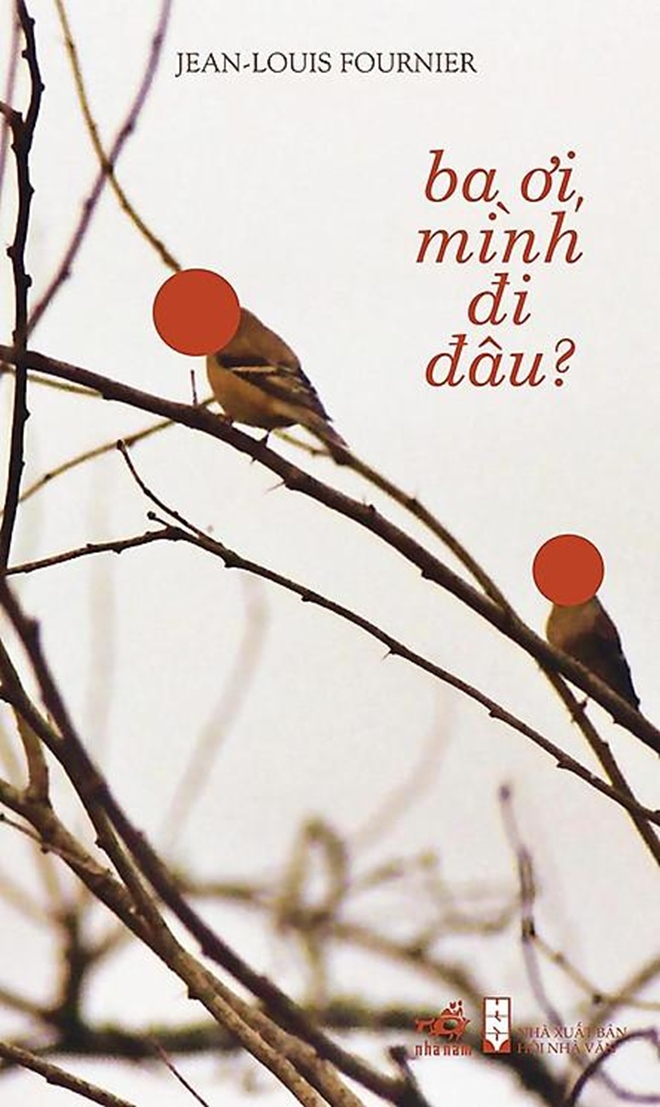 JEAN-LOUIS FOURNIER
ba ơi,
mình
đi
đâu?
nhã nam
NHÀ XUẤT BẢN
HỘI NHÀ VĂN